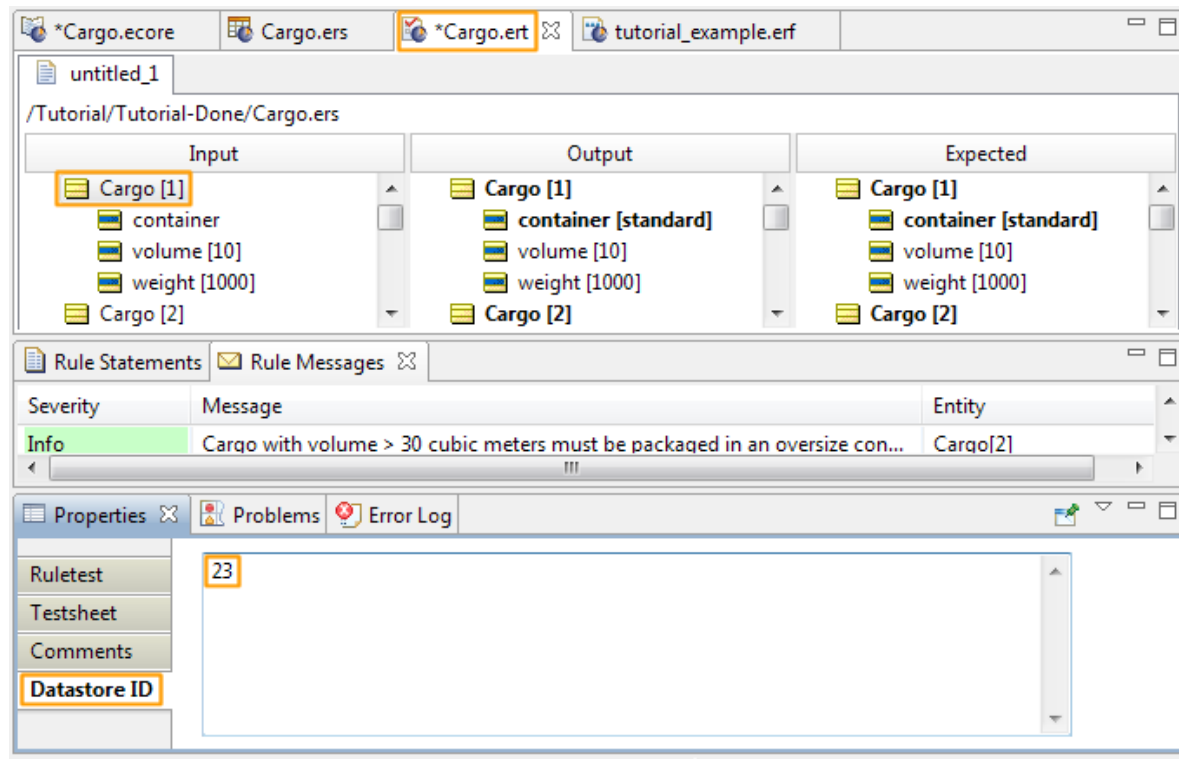 *Cargo.ecore Cargo.ers *Cargo.ert tutorial_example.erf
untitled_1
/Tutorial/Tutorial-Done/Cargo.ers
Input Output Expected
Cargo [1] Cargo [1] Cargo [1]
container container [standard] container [standard]
volume [10] volume [10] volume [10]
weight [1000] weight [1000] weight [1000]
Cargo [2] Cargo [2] Cargo [2]
Rule Statements Rule Messages
Severity Message Entity
Info Cargo with volume > 30 cubic meters must be packaged in an oversize con... Cargo[2]
Properties Problems Error Log
Ruletest 23
Testsheet
Comments
Datastore ID